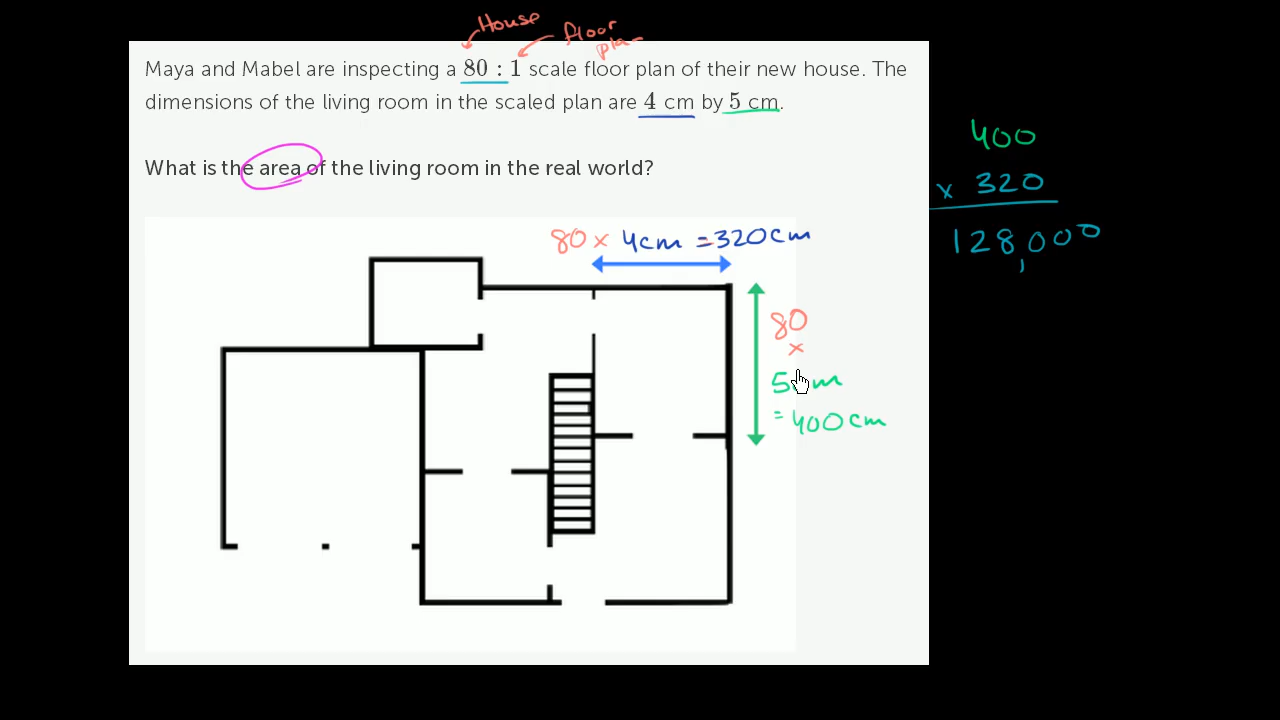 House
floor
plan
Maya and Mabel are inspecting a 80 : 1 scale floor plan of their new house. The
dimensions of the living room in the scaled plan are 4 cm by 5 cm.
What is the area of the living room in the real world?
400
x 320
128,000
80 x 4cm = 320cm
80
x
5cm
= 400cm